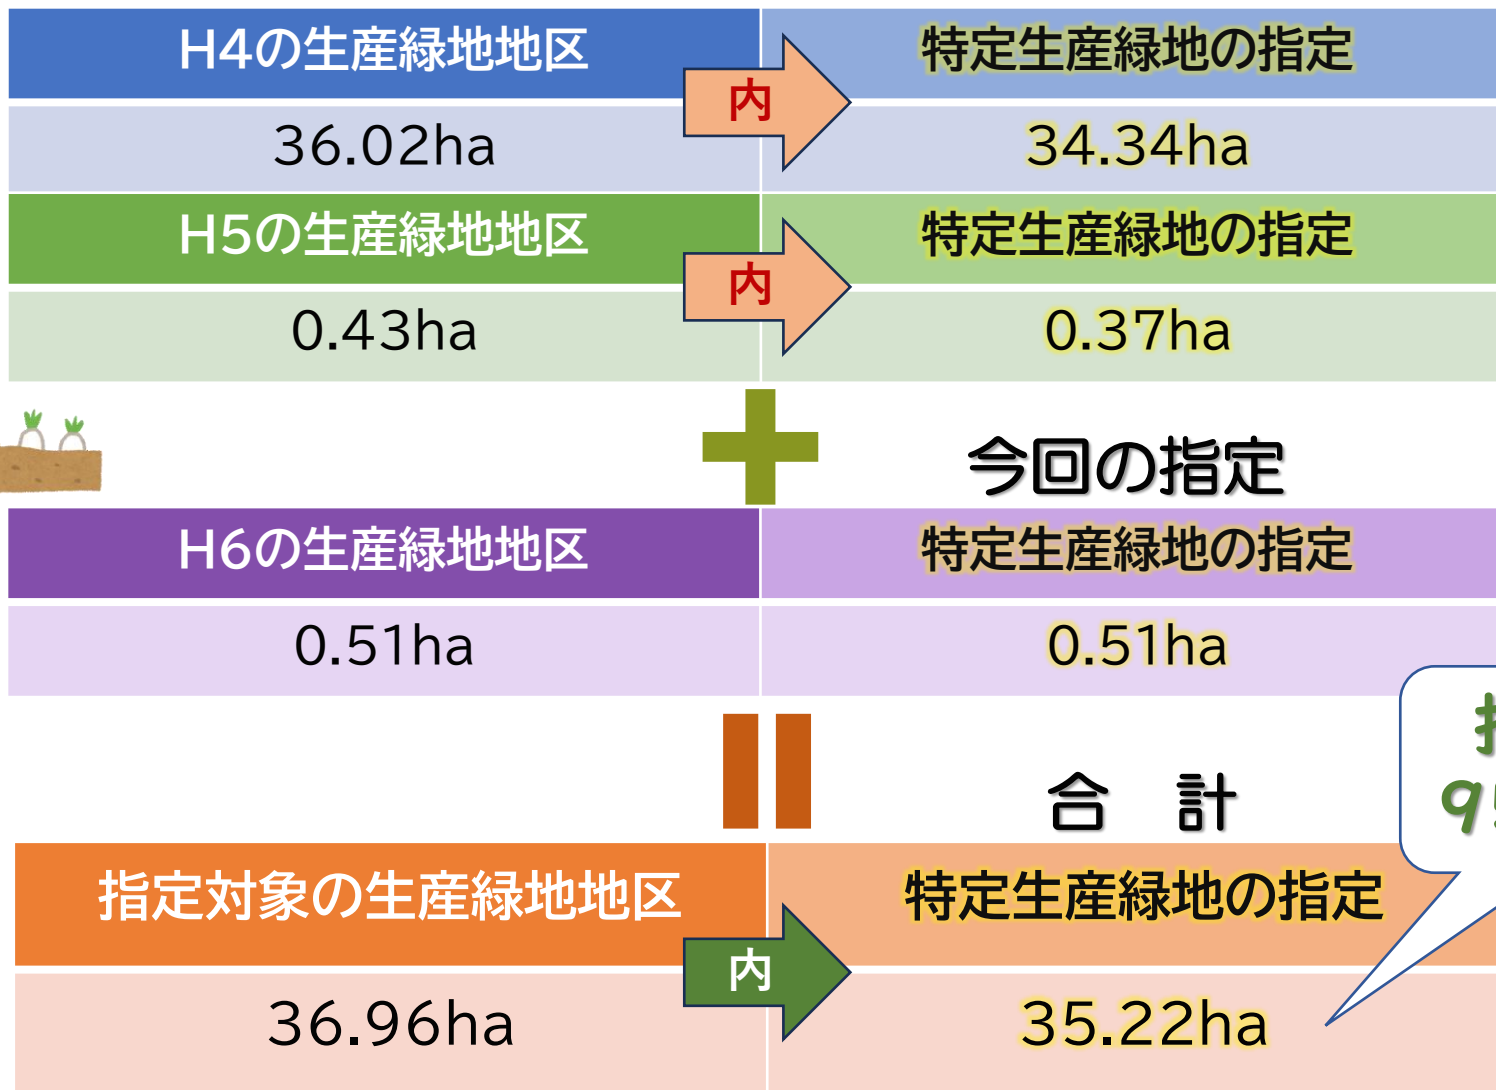 H4の生産緑地地区
特定生産緑地の指定
内
36.02ha
34.34ha
H5の生産緑地地区
特定生産緑地の指定
内
0.43ha
0.37ha
今回の指定
H6の生産緑地地区
特定生産緑地の指定
0.51ha
0.51ha
合 計
指定対象の生産緑地地区
特定生産緑地の指定
内
36.96ha
35.22ha